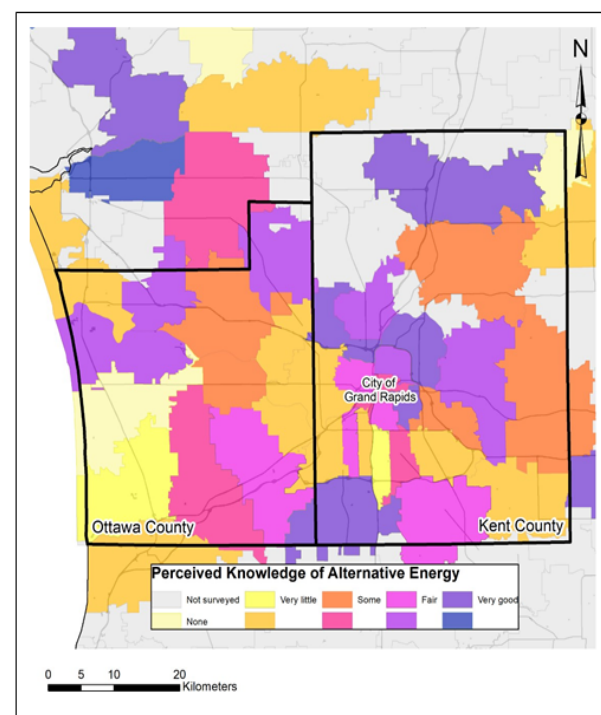 N
City of
Grand Rapids
Ottawa County
Kent County
Perceived Knowledge of Alternative Energy
Not surveyed Very little Some Fair Very good
None
0 5 10 20
Kilometers